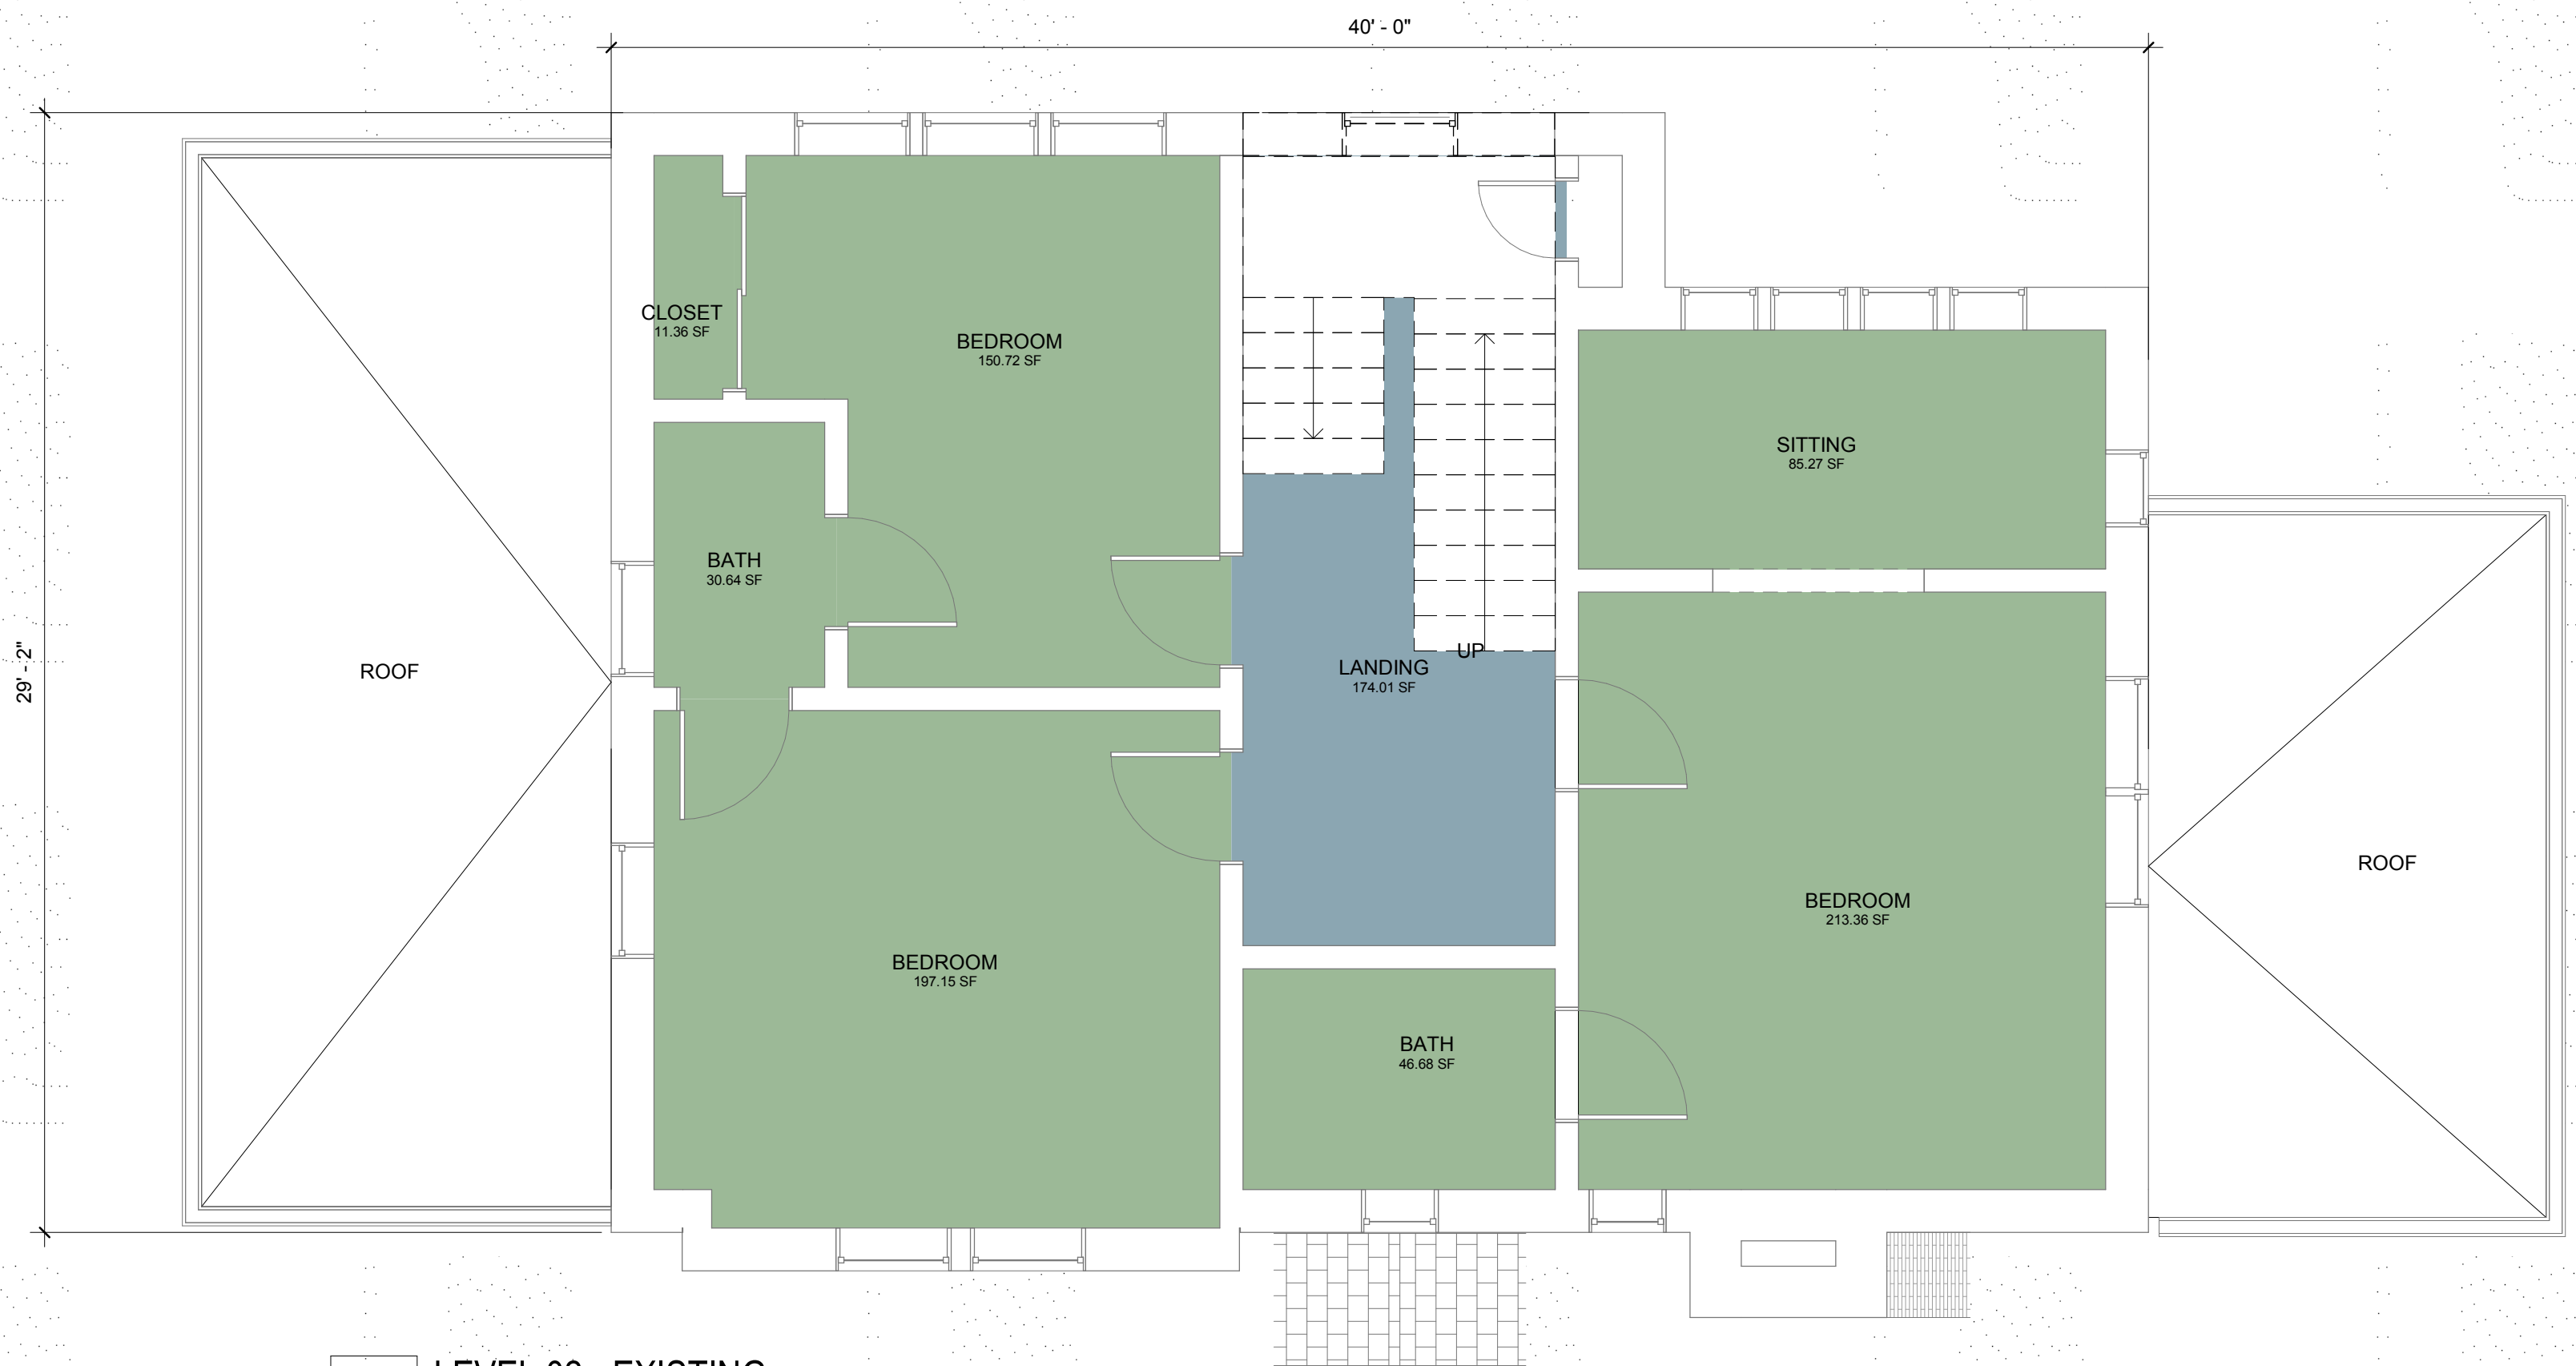 40' - 0"
CLOSET
11.36 SF
BEDROOM
150.72 SF
SITTING
85.27 SF
BATH
30.64 SF
29' - 2"
ROOF
UP
LANDING
174.01 SF
ROOF
BEDROOM
213.36 SF
BEDROOM
197.15 SF
BATH
46.68 SF